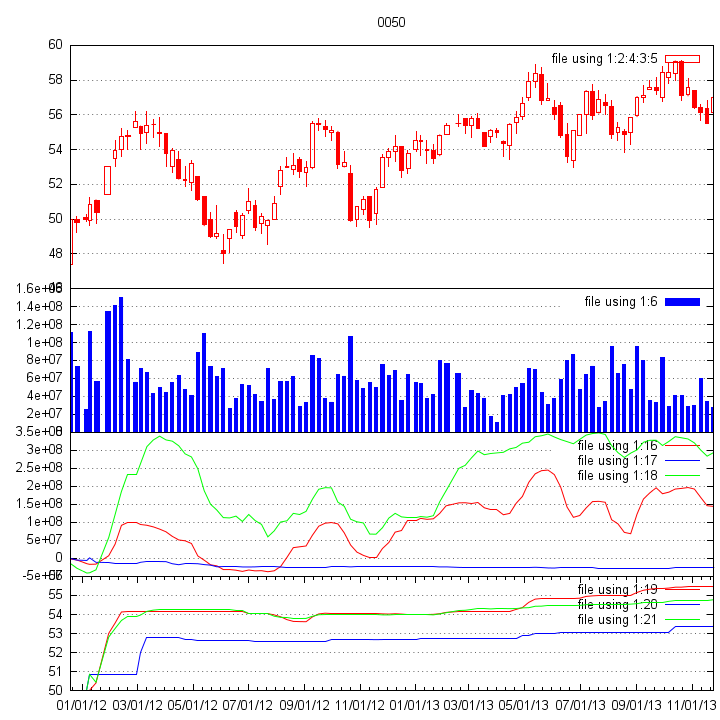 0050
60
file using 1:2:4:3:5
58
56
54
52
50
48
1.6e+08
file using 1:6
1.4e+08
1.2e+08
1e+08
8e+07
6e+07
4e+07
2e+07
3.5e+08
file using 1:16
3e+08
file using 1:17
2.5e+08
file using 1:18
2e+08
1.5e+08
1e+08
5e+07
0
-5e+07
file using 1:19
55
file using 1:20
54
file using 1:21
53
52
51
50
01/01/12 03/01/12 05/01/12 07/01/12 09/01/12 11/01/12 01/01/13 03/01/13 05/01/13 07/01/13 09/01/13 11/01/13